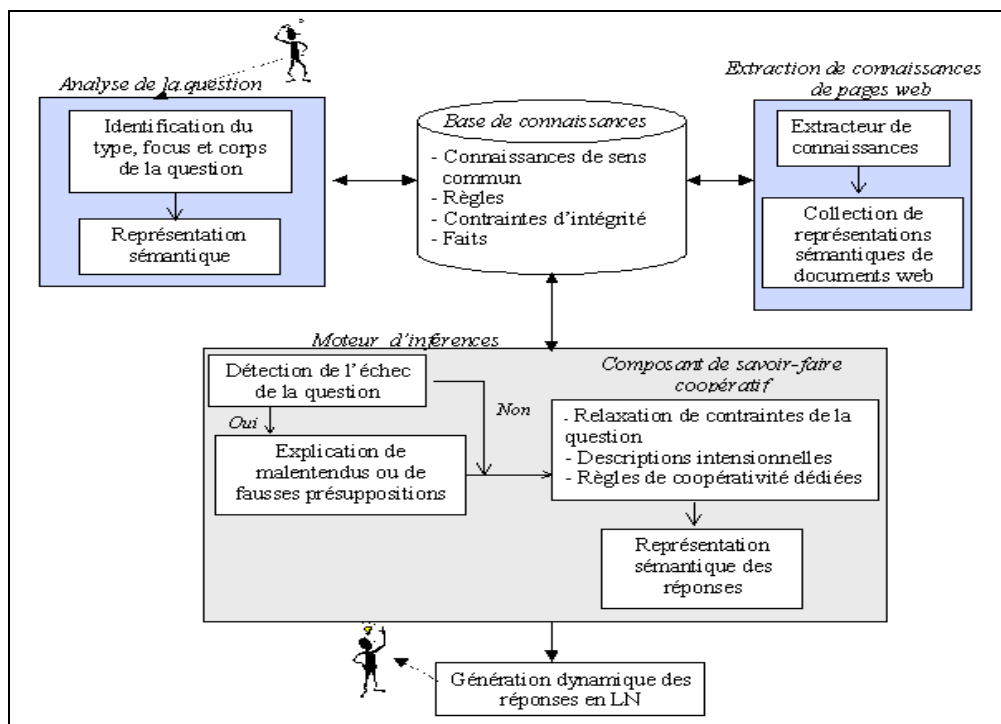 Analyse de la question
Identification du
type, focus et corps
de la question
Représentation
sémantique
Base de connaissances
- Connaissances de sens
commun
- Règles
- Contraintes d'intégrité
- Faits
Extraction de connaissances
de pages web
Extracteur de
connaissances
Collection de
représentations
sémantiques de
documents web
Moteur d'inférences
Détection de l'échec
de la question
Oui
Non
Explication de
malentendus ou de
fausses présuppositions
Composant de savoir-faire
coopératif
- Relaxation de contraintes de la
question
- Descriptions intensionnelles
- Règles de coopérativité dédiées
Représentation
sémantique des
réponses
Génération dynamique des
réponses en LN